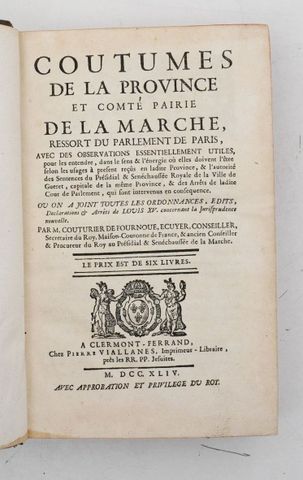 COUTUMES
DE LA PROVINCE
ET COMTÉ PAIRIE
DE LA MARCHE,
RESSORT DU PARLEMENT DE PARIS,
AVEC DES OBSERVATIONS ESSENTIELLEMENT UTILES,
pour les entendre, dans le sens & l'énergie où elles doivent l'être
selon les usages à present reçûs en ladite Province, & l'autorité
des Sentences du Présidial & Senéchaussée Royale de la Ville de
Gueret, capitale de la même Province, & des Arrêts de ladite
Cour de Parlement, qui sont intervenus en consequence.
OU ON A JOINT TOUTES LES ORDONNANCES, EDITS,
Declarations & Arrêts de LOUIS XV. concernant la Jurisprudence
nouvelle.
PAR M. COUTURIER DE FOURNOUE, ECUYER, CONSEILLER,
Secretaire du Roy, Maison-Couronne de France, & ancien Conseiller
& Procureur du Roy au Présidial & Senéchaussée de la Marche.
LE PRIX EST DE SIX LIVRES.
A CLERMONT-FERRAND,
Chez PIERRE VIALLANES, Imprimeur-Libraire,
près les RR. PP. Jesuites.
M. DCC. XLIV.
AVEC APPROBATION ET PRIVILEGE DU ROY.